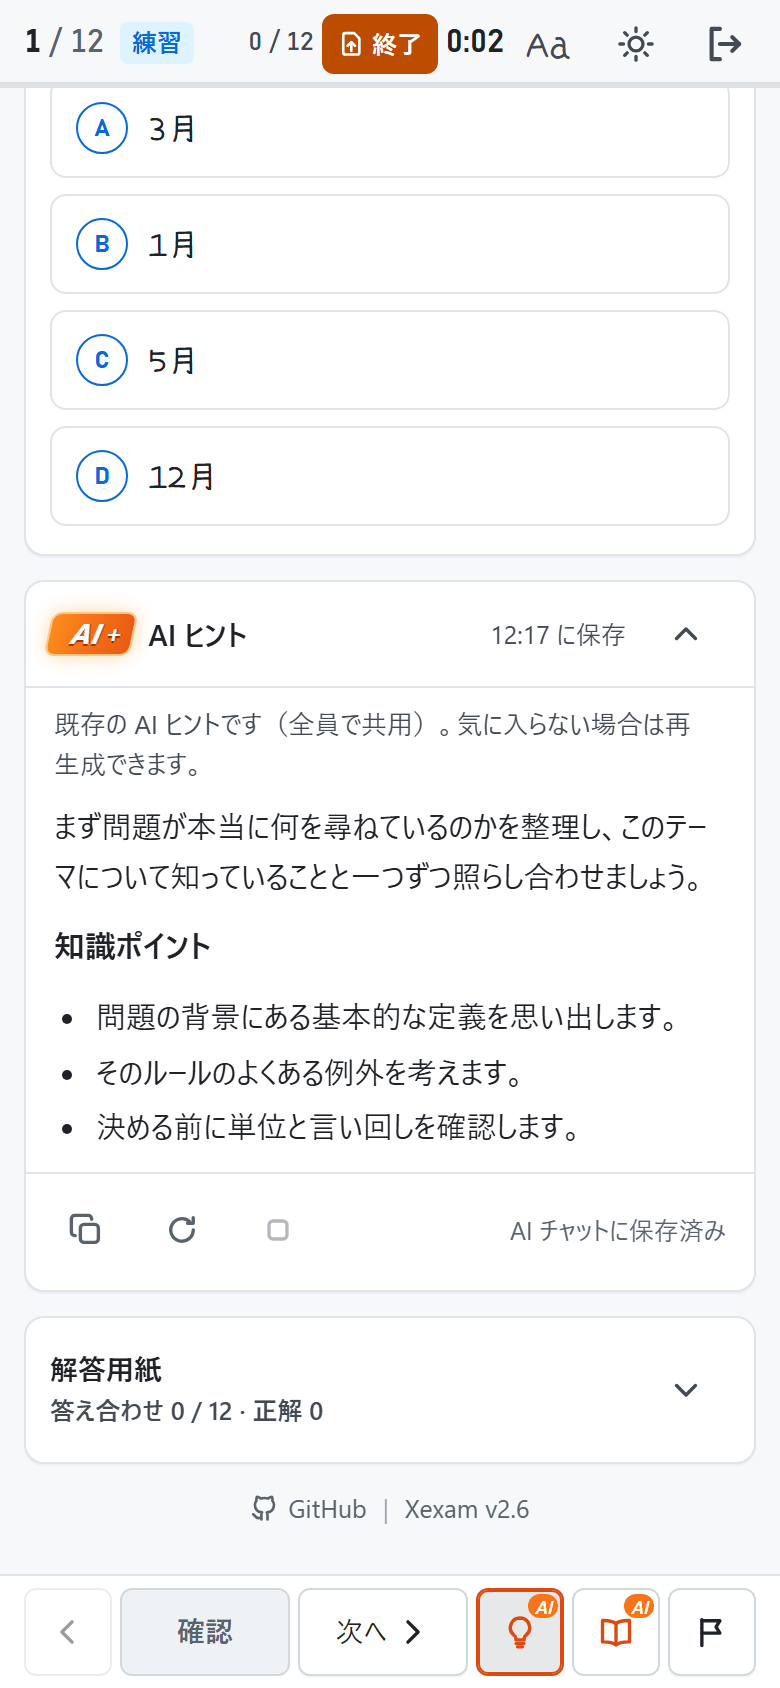 1 / 12 練習 0 / 12 終了 0:02 Aa
A 3月
B 1月
C 5月
D 12月
AI+ AI ヒント 12:17 に保存
既存の AI ヒントです（全員で共用）。気に入らない場合は再
生成できます。
まず問題が本当に何を尋ねているのかを整理し、このテー
マについて知っていることと一つずつ照らし合わせましょう。
知識ポイント
• 問題の背景にある基本的な定義を思い出します。
• そのルールのよくある例外を考えます。
• 決める前に単位と言い回しを確認します。
AI チャットに保存済み
解答用紙
答え合わせ 0 / 12 · 正解 0
GitHub | Xexam v2.6
確認 次へ AI AI